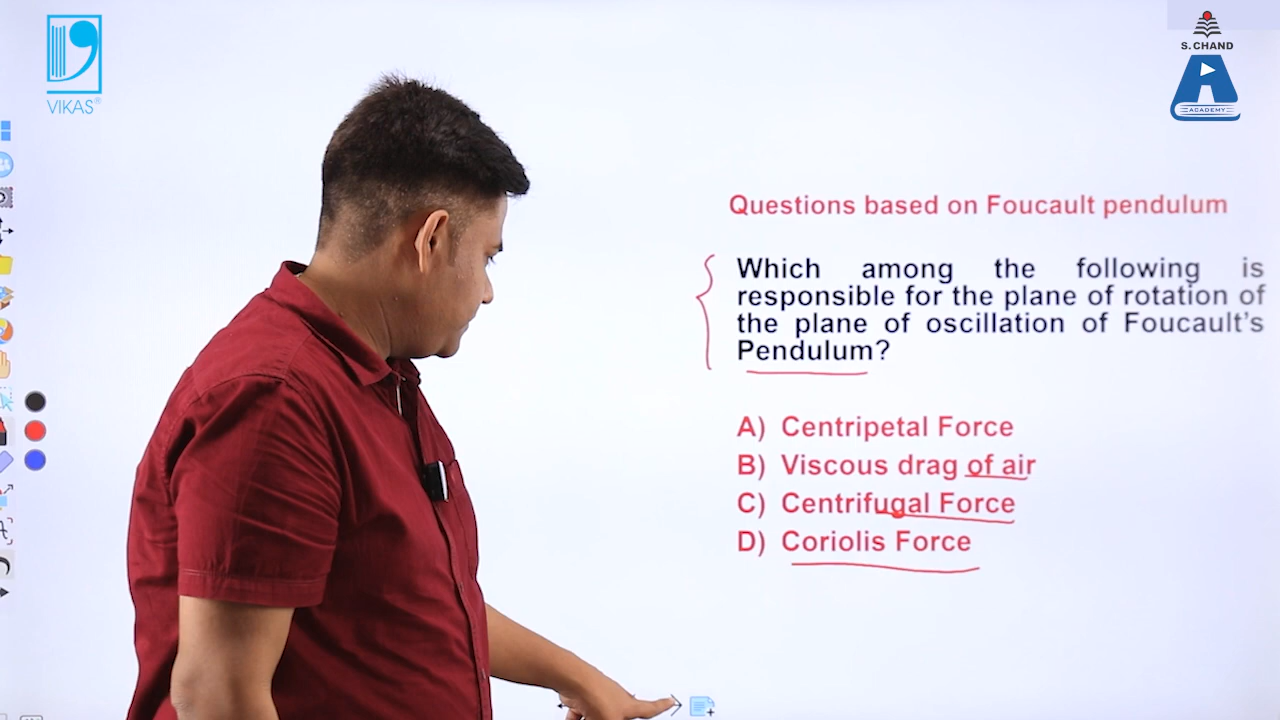 VIKAS®
S. CHAND
ACADEMY
Questions based on Foucault pendulum
Which among the following is
responsible for the plane of rotation of
the plane of oscillation of Foucault's
Pendulum?
A) Centripetal Force
B) Viscous drag of air
C) Centrifugal Force
D) Coriolis Force